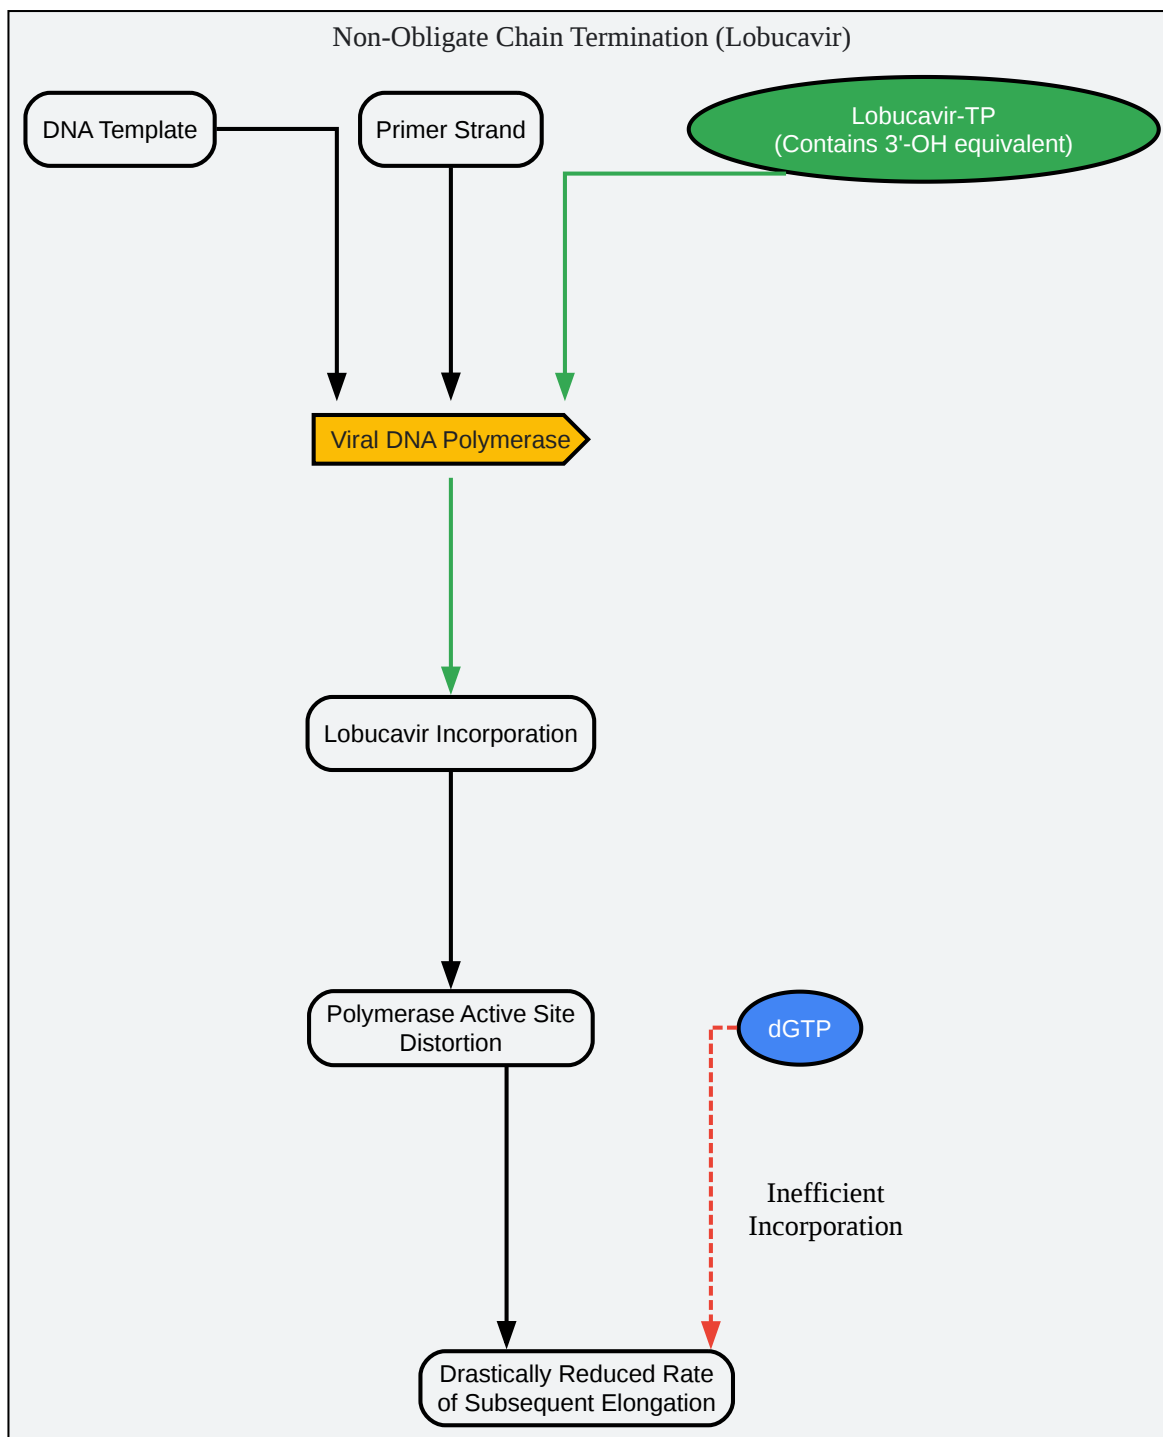 Non-Obligate Chain Termination (Lobucavir)
DNA Template
Primer Strand
Lobucavir-TP
(Contains 3'-OH equivalent)
Viral DNA Polymerase
Lobucavir Incorporation
Polymerase Active Site
Distortion
dGTP
Inefficient
Incorporation
Drastically Reduced Rate
of Subsequent Elongation